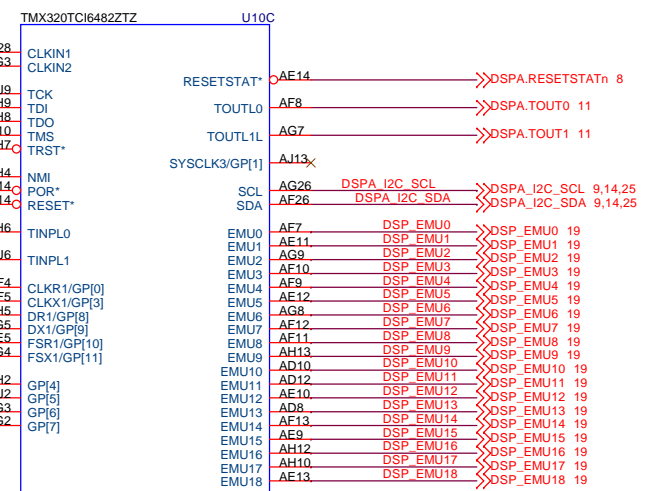 TMX320TCI6482ZTZ U10C
CLKIN1
CLKIN2
RESETSTAT* AE14 DSPA.RESETSTATn 8
TCK
TDI TOUTL0 AF8 DSPA.TOUT0 11
TDO
TMS TOUTL1L AG7 DSPA.TOUT1 11
TRST*
SYSCLK3/GP[1] AJ13
NMI
POR* SCL AG26 DSPA_I2C_SCL DSPA_I2C_SCL 9,14,25
RESET* SDA AF26 DSPA_I2C_SDA DSPA_I2C_SDA 9,14,25
TINPL0 EMU0 AF7 DSP_EMU0 DSP_EMU0 19
EMU1 AE11 DSP_EMU1 DSP_EMU1 19
TINPL1 EMU2 AG9 DSP_EMU2 DSP_EMU2 19
EMU3 AF10 DSP_EMU3 DSP_EMU3 19
CLKR1/GP[0] EMU4 AF9 DSP_EMU4 DSP_EMU4 19
CLKX1/GP[3] EMU5 AE12 DSP_EMU5 DSP_EMU5 19
DR1/GP[8] EMU6 AG8 DSP_EMU6 DSP_EMU6 19
DX1/GP[9] EMU7 AF12 DSP_EMU7 DSP_EMU7 19
FSR1/GP[10] EMU8 AF11 DSP_EMU8 DSP_EMU8 19
FSX1/GP[11] EMU9 AH13 DSP_EMU9 DSP_EMU9 19
EMU10 AD10 DSP_EMU10 DSP_EMU10 19
GP[4] EMU11 AD12 DSP_EMU11 DSP_EMU11 19
GP[5] EMU12 AE10 DSP_EMU12 DSP_EMU12 19
GP[6] EMU13 AD8 DSP_EMU13 DSP_EMU13 19
GP[7] EMU14 AF13 DSP_EMU14 DSP_EMU14 19
EMU15 AE9 DSP_EMU15 DSP_EMU15 19
EMU16 AH12 DSP_EMU16 DSP_EMU16 19
EMU17 AH10 DSP_EMU17 DSP_EMU17 19
EMU18 AE13 DSP_EMU18 DSP_EMU18 19